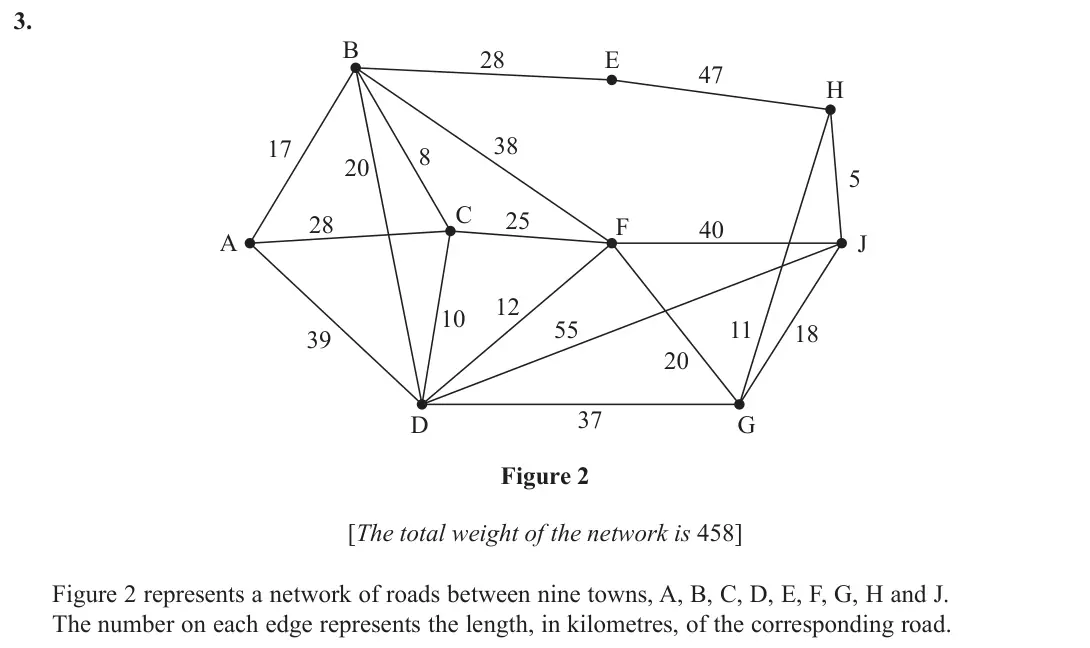 3.
B
28
E
47
H
17
20
8
38
5
A
28
C
25
F
40
J
39
10
12
55
11
18
20
D
37
G
Figure 2
[The total weight of the network is 458]
Figure 2 represents a network of roads between nine towns, A, B, C, D, E, F, G, H and J.
The number on each edge represents the length, in kilometres, of the corresponding road.